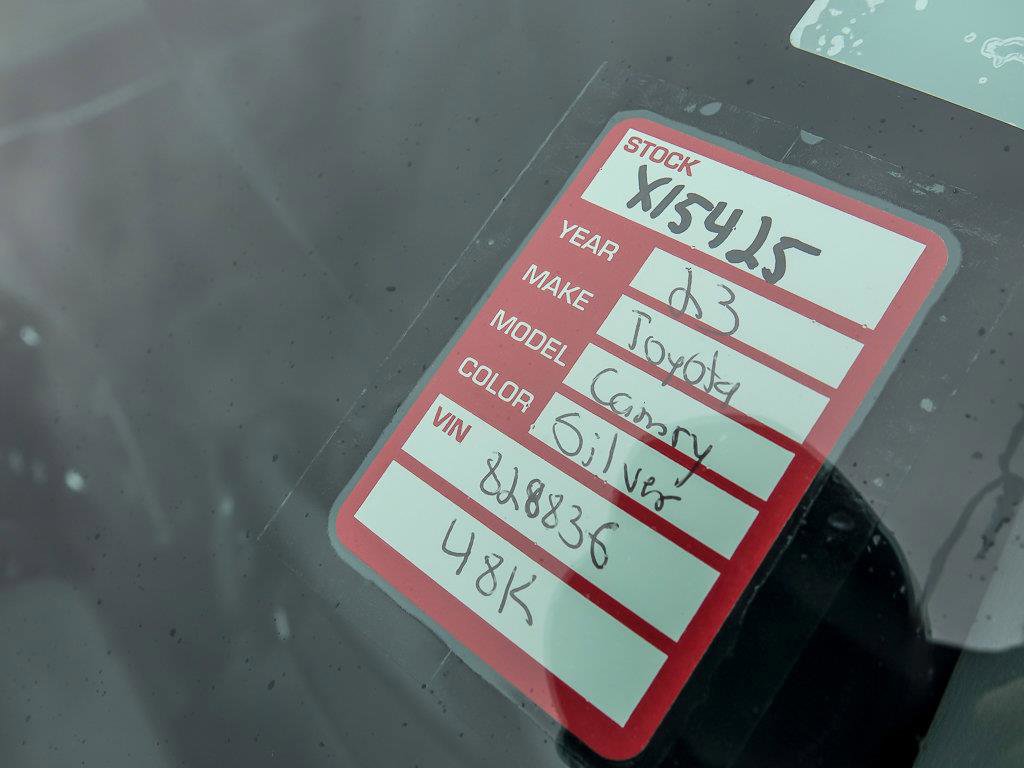 STOCK
X15425
YEAR 23
MAKE Toyota
MODEL Camry
COLOR Silver
VIN
828836
48K